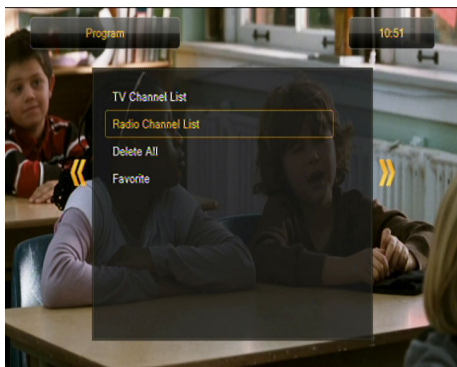 Program
10:51
TV Channel List
Radio Channel List
Delete All
Favorite